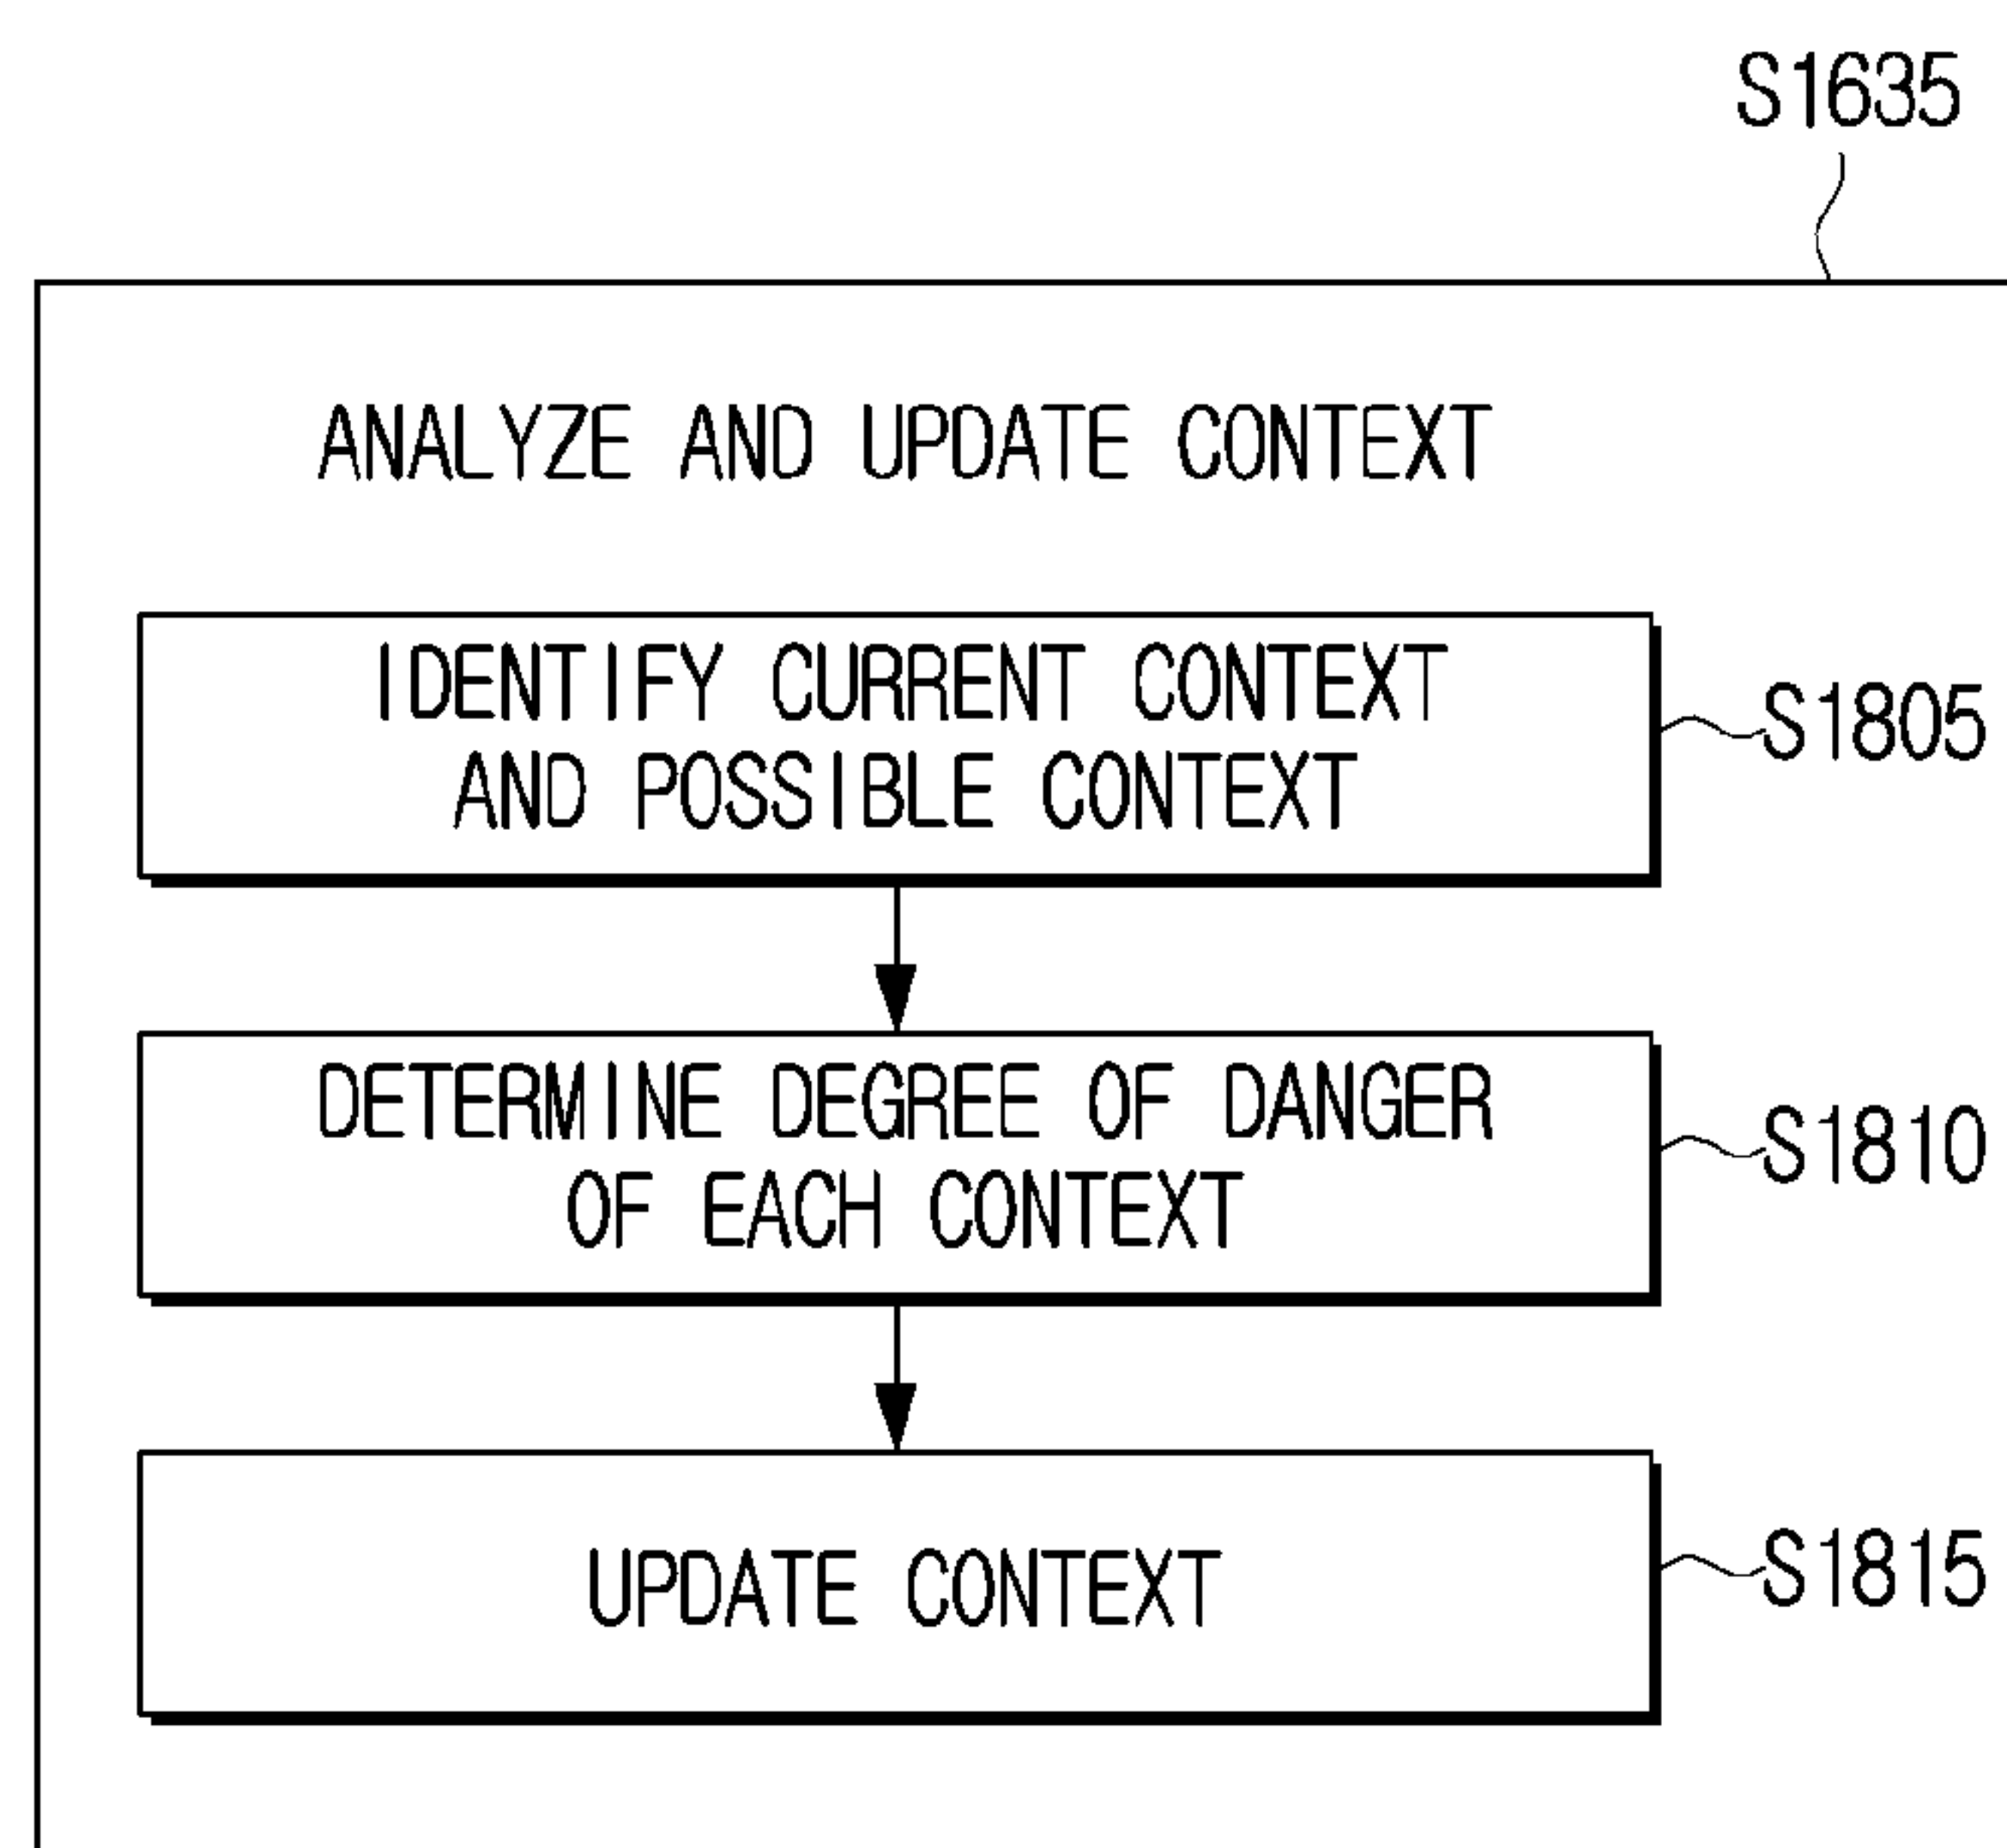 S1635
ANALYZE AND UPDATE CONTEXT
IDENTIFY CURRENT CONTEXT
AND POSSIBLE CONTEXT
S1805
DETERMINE DEGREE OF DANGER
OF EACH CONTEXT
S1810
UPDATE CONTEXT
S1815